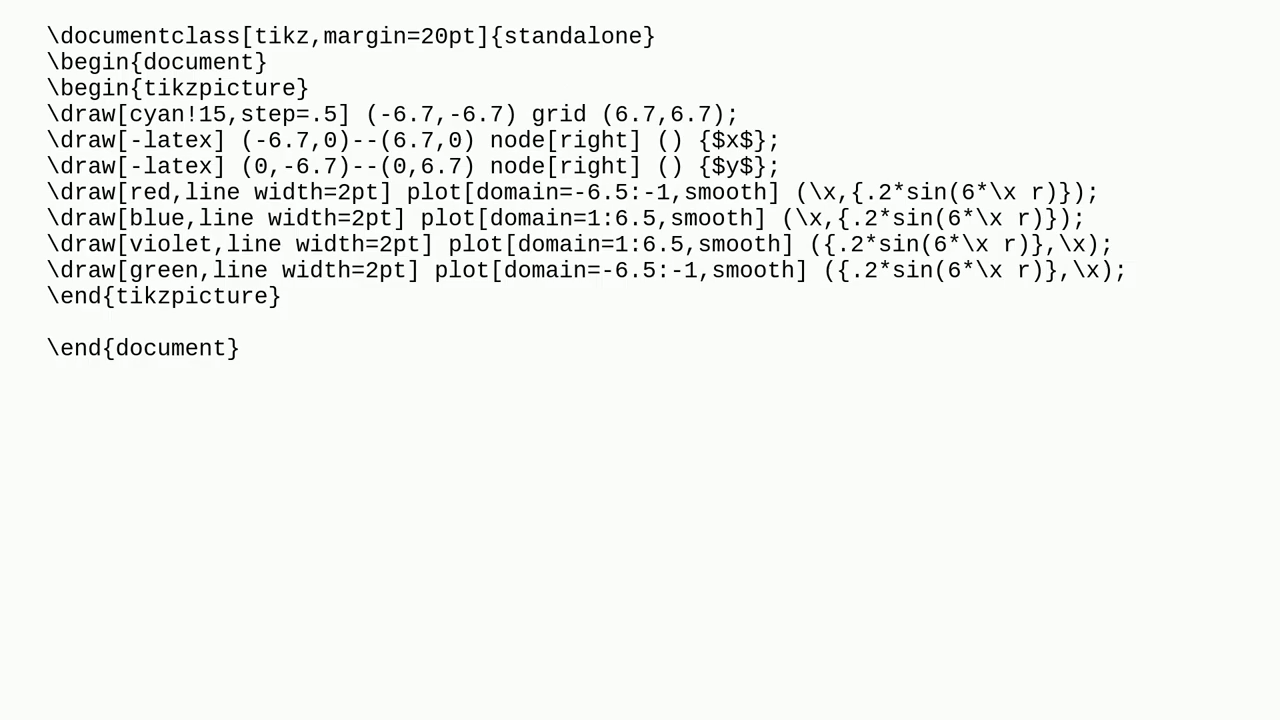 \documentclass[tikz,margin=20pt]{standalone}
\begin{document}
\begin{tikzpicture}
\draw[cyan!15,step=.5] (-6.7,-6.7) grid (6.7,6.7);
\draw[-latex] (-6.7,0)--(6.7,0) node[right] () {$x$};
\draw[-latex] (0,-6.7)--(0,6.7) node[right] () {$y$};
\draw[red,line width=2pt] plot[domain=-6.5:-1,smooth] (\x,{.2*sin(6*\x r)});
\draw[blue,line width=2pt] plot[domain=1:6.5,smooth] (\x,{.2*sin(6*\x r)});
\draw[violet,line width=2pt] plot[domain=1:6.5,smooth] ({.2*sin(6*\x r)},\x);
\draw[green,line width=2pt] plot[domain=-6.5:-1,smooth] ({.2*sin(6*\x r)},\x);
\end{tikzpicture}

\end{document}